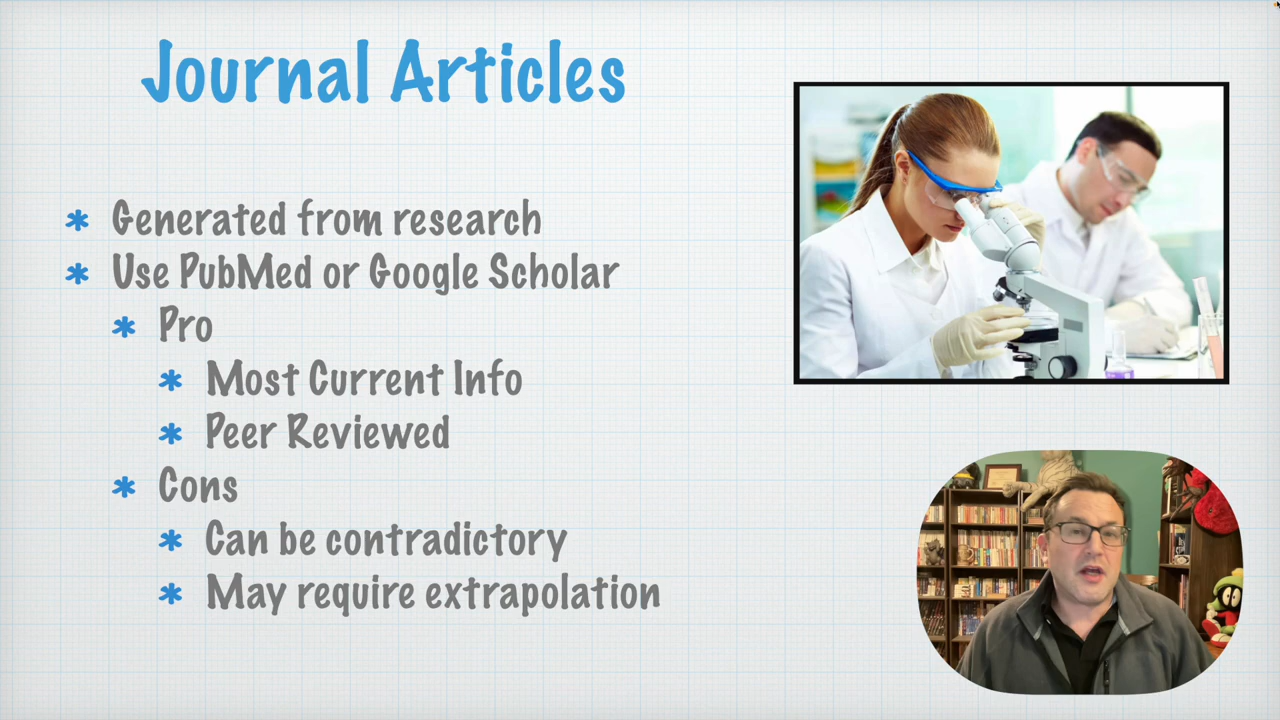 Journal Articles
* Generated from research
* Use PubMed or Google Scholar
* Pro
* Most Current Info
* Peer Reviewed
* Cons
* Can be contradictory
* May require extrapolation